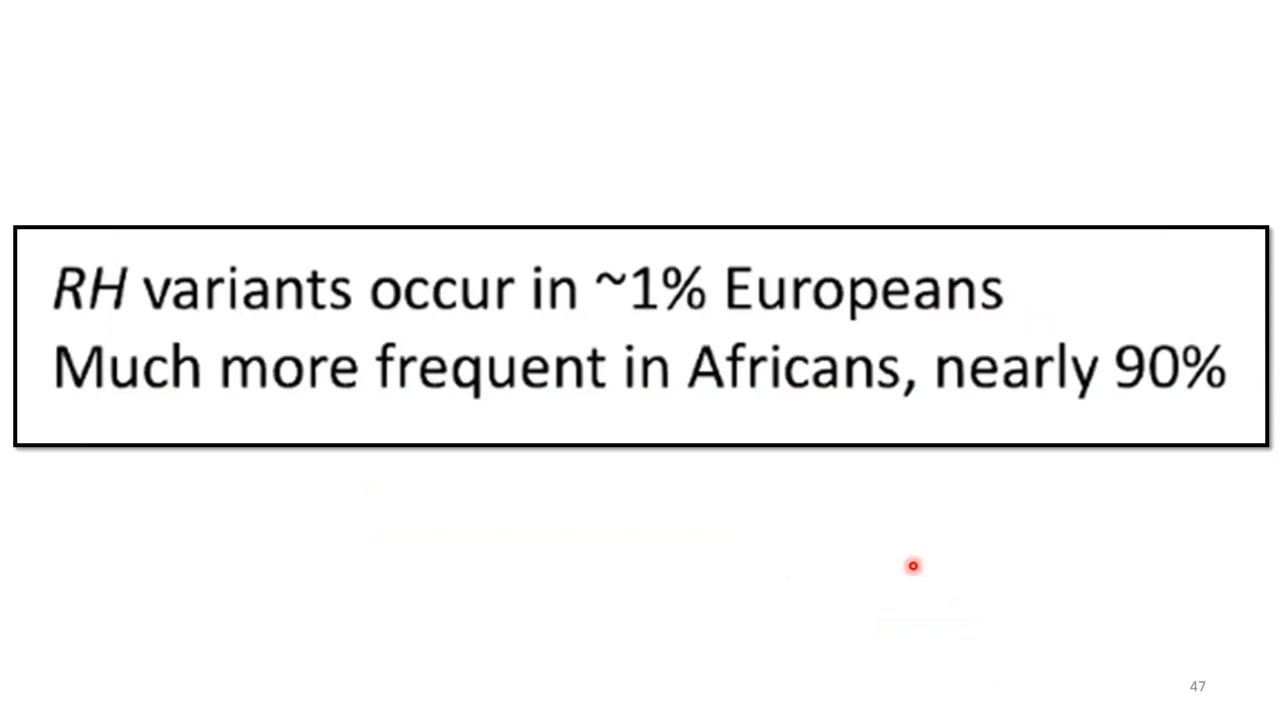 RH variants occur in ~1% Europeans
Much more frequent in Africans, nearly 90%
47